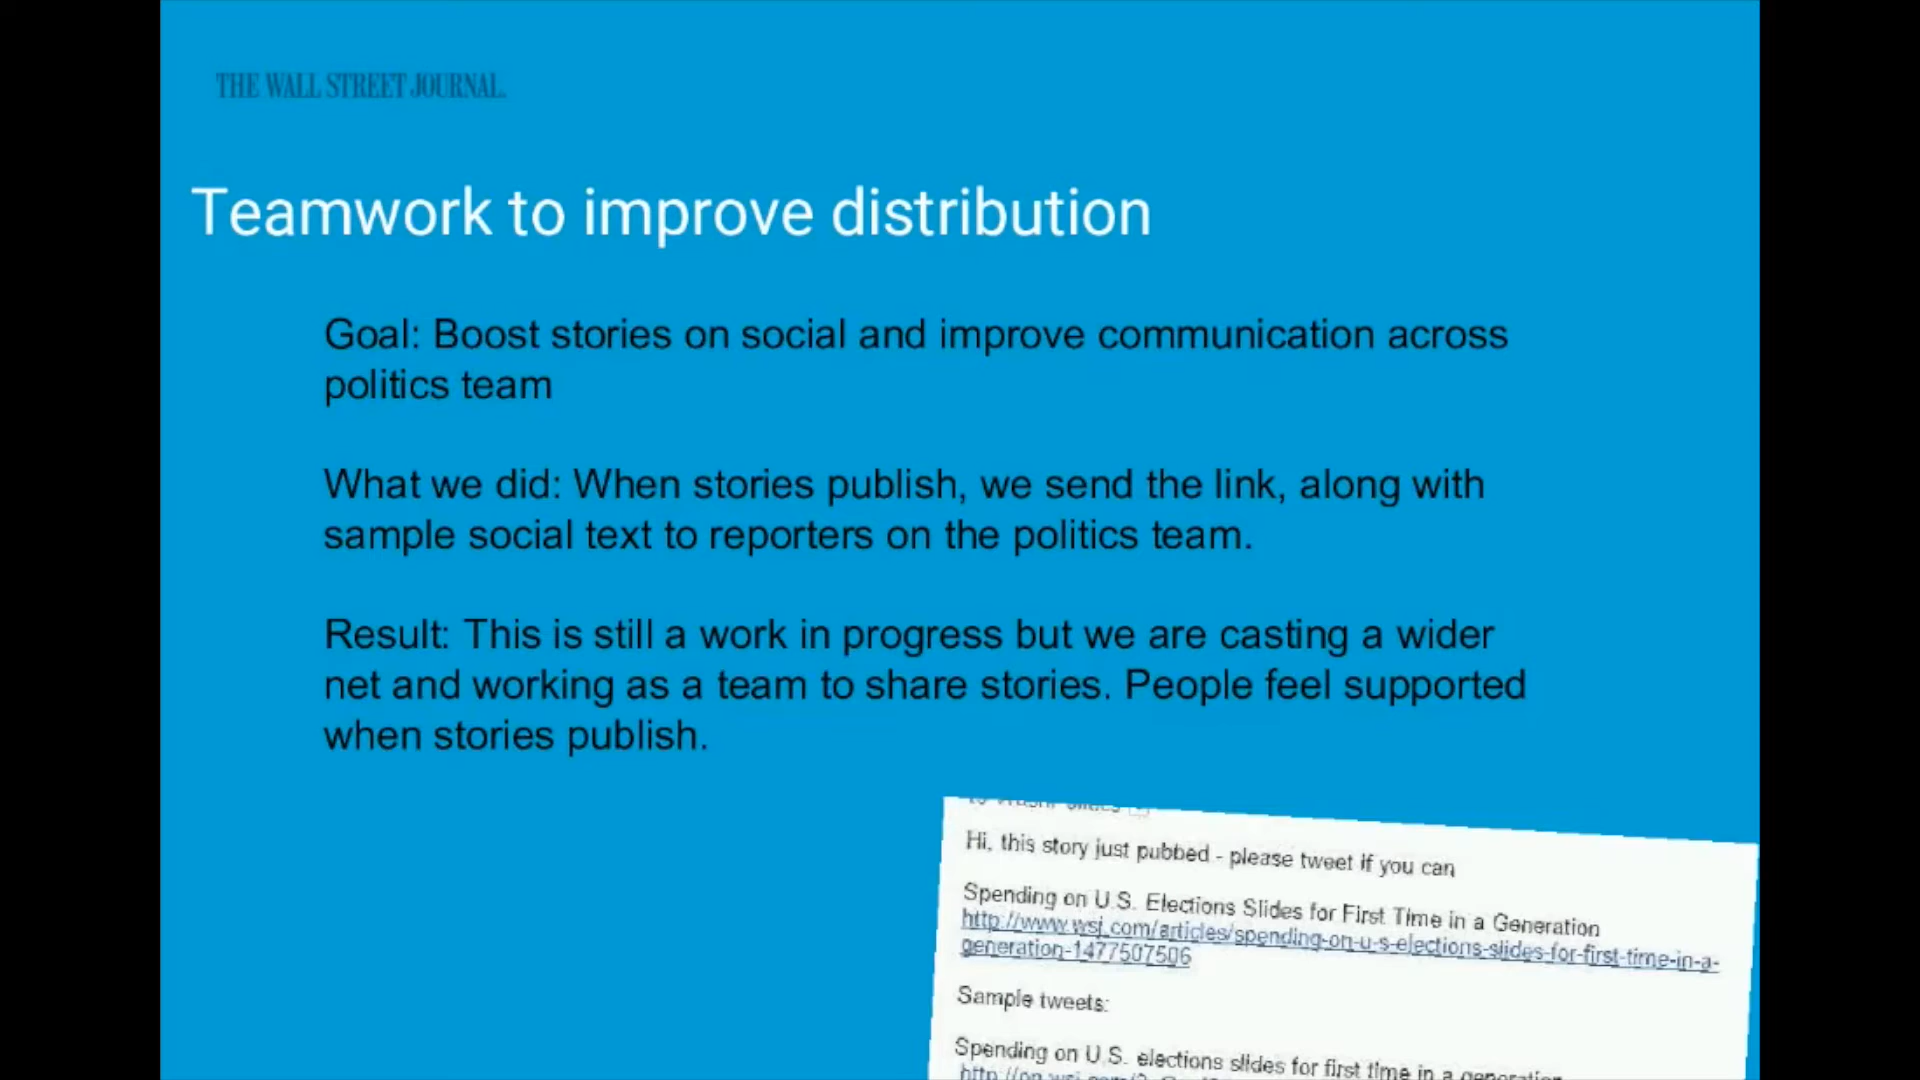 THE WALL STREET JOURNAL.
Teamwork to improve distribution
Goal: Boost stories on social and improve communication across
politics team
What we did: When stories publish, we send the link, along with
sample social text to reporters on the politics team.
Result: This is still a work in progress but we are casting a wider
net and working as a team to share stories. People feel supported
when stories publish.
Hi, this story just pubbed - please tweet if you can
Spending on U.S. Elections Slides for First Time in a Generation
http://www.wsj.com/articles/spending-on-u-s-elections-slides-for-first-time-in-a-
generation-1477507506
Sample tweets:
Spending on U.S. elections slides for first time in a generation